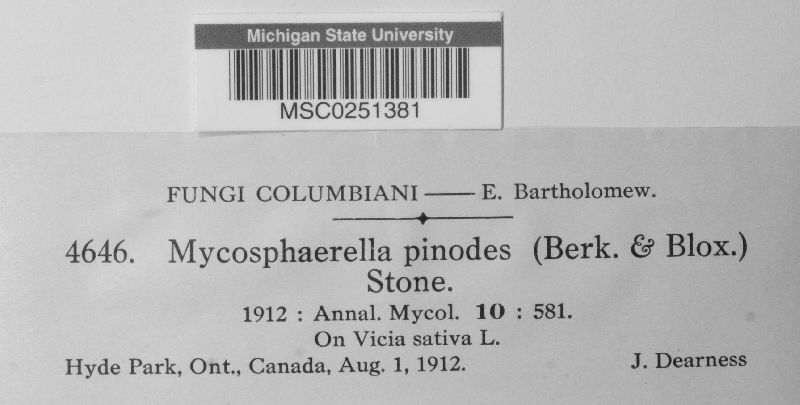 Michigan State University
MSC0251381
FUNGI COLUMBIANI — E. Bartholomew.
4646. Mycosphaerella pinodes (Berk. & Blox.)
Stone.
1912 : Annal. Mycol. 10 : 581.
On Vicia sativa L.
Hyde Park, Ont., Canada, Aug. 1, 1912. J. Dearness